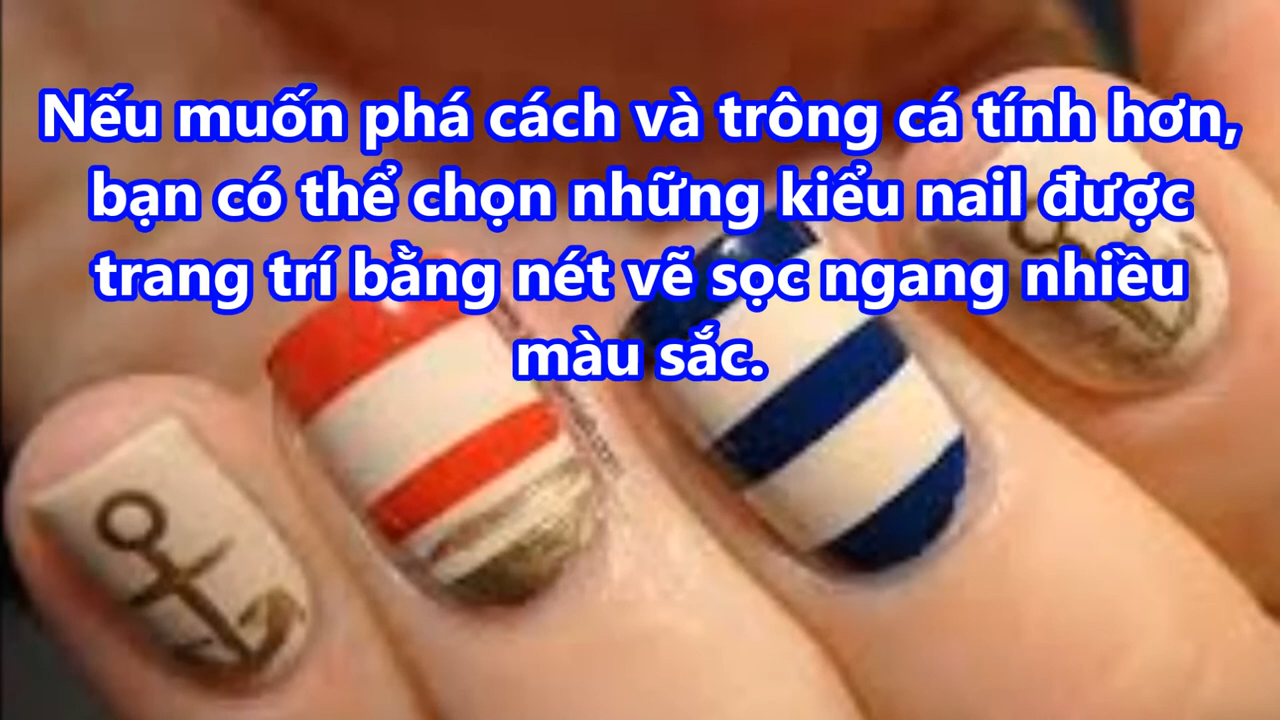 Nếu muốn phá cách và trông cá tính hơn,
bạn có thể chọn những kiểu nail được
trang trí bằng nét vẽ sọc ngang nhiều
màu sắc.